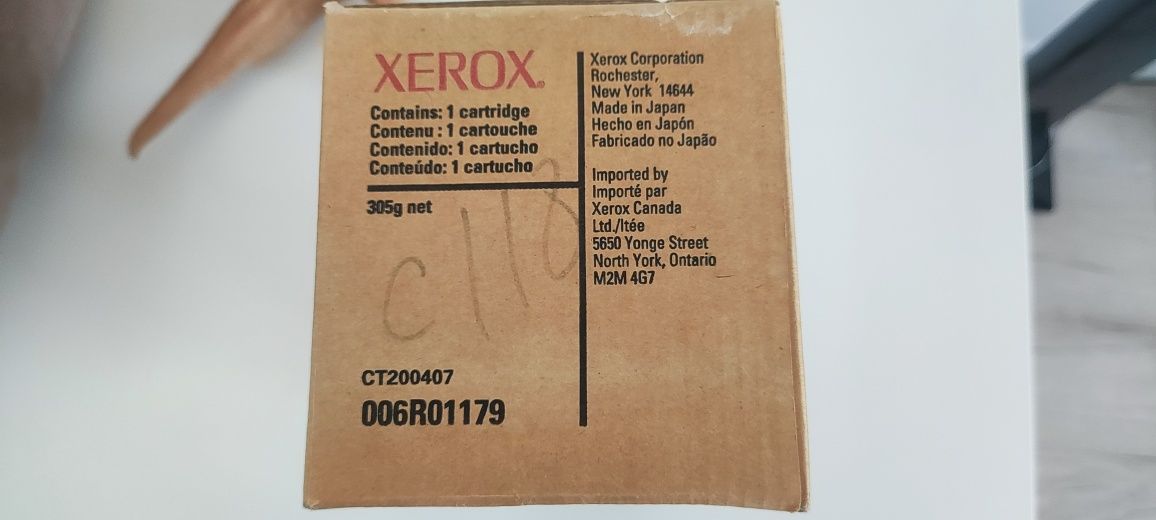 XEROX®
Contains: 1 cartridge
Contenu : 1 cartouche
Contenido: 1 cartucho
Conteúdo: 1 cartucho
305g net
C118
CT200407
006R01179
Xerox Corporation
Rochester,
New York 14644
Made in Japan
Hecho en Japón
Fabricado no Japão
Imported by
Importé par
Xerox Canada
Ltd./ltée
5650 Yonge Street
North York, Ontario
M2M 4G7